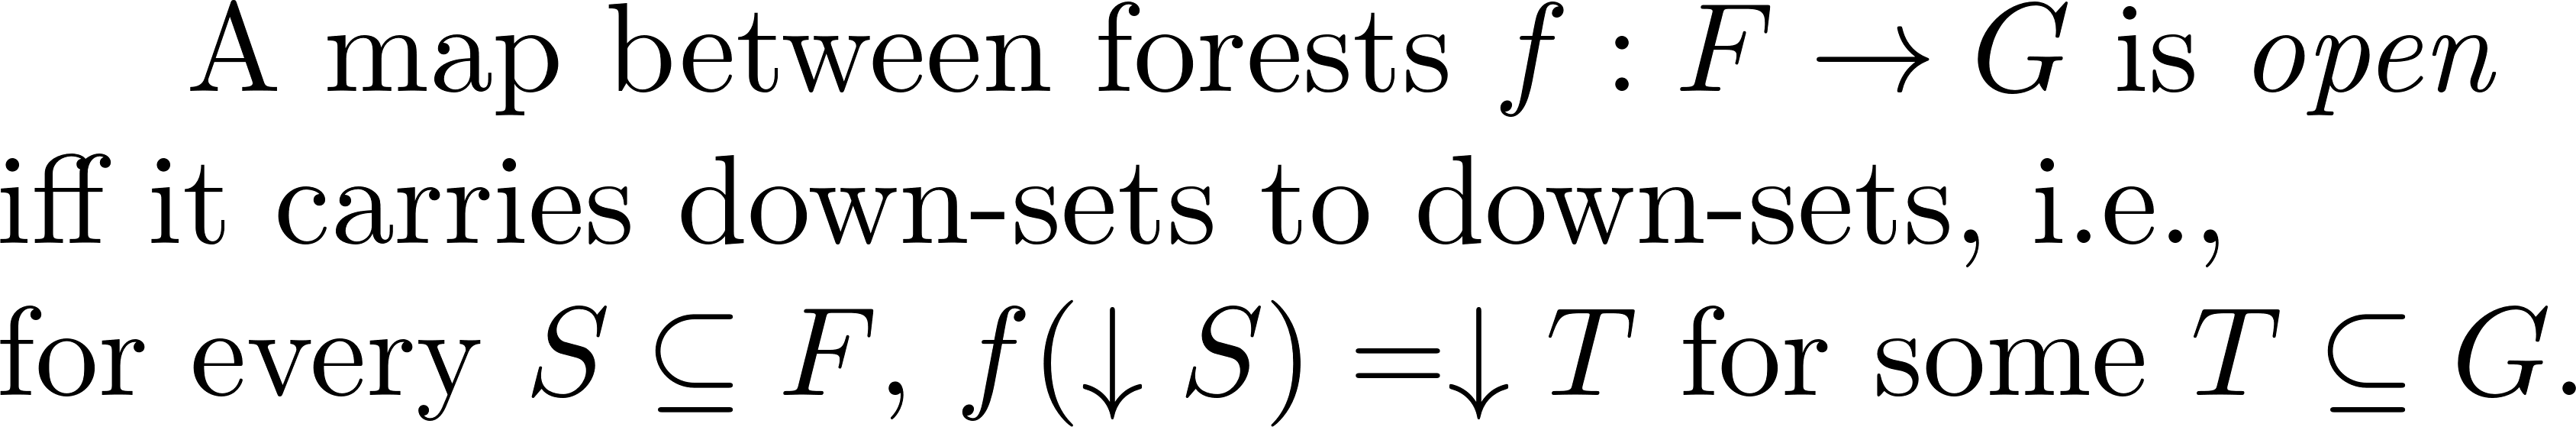 A map between forests f : F → G is open
iff it carries down-sets to down-sets, i.e.,
for every S ⊆ F, f(↓ S) =↓ T for some T ⊆ G.